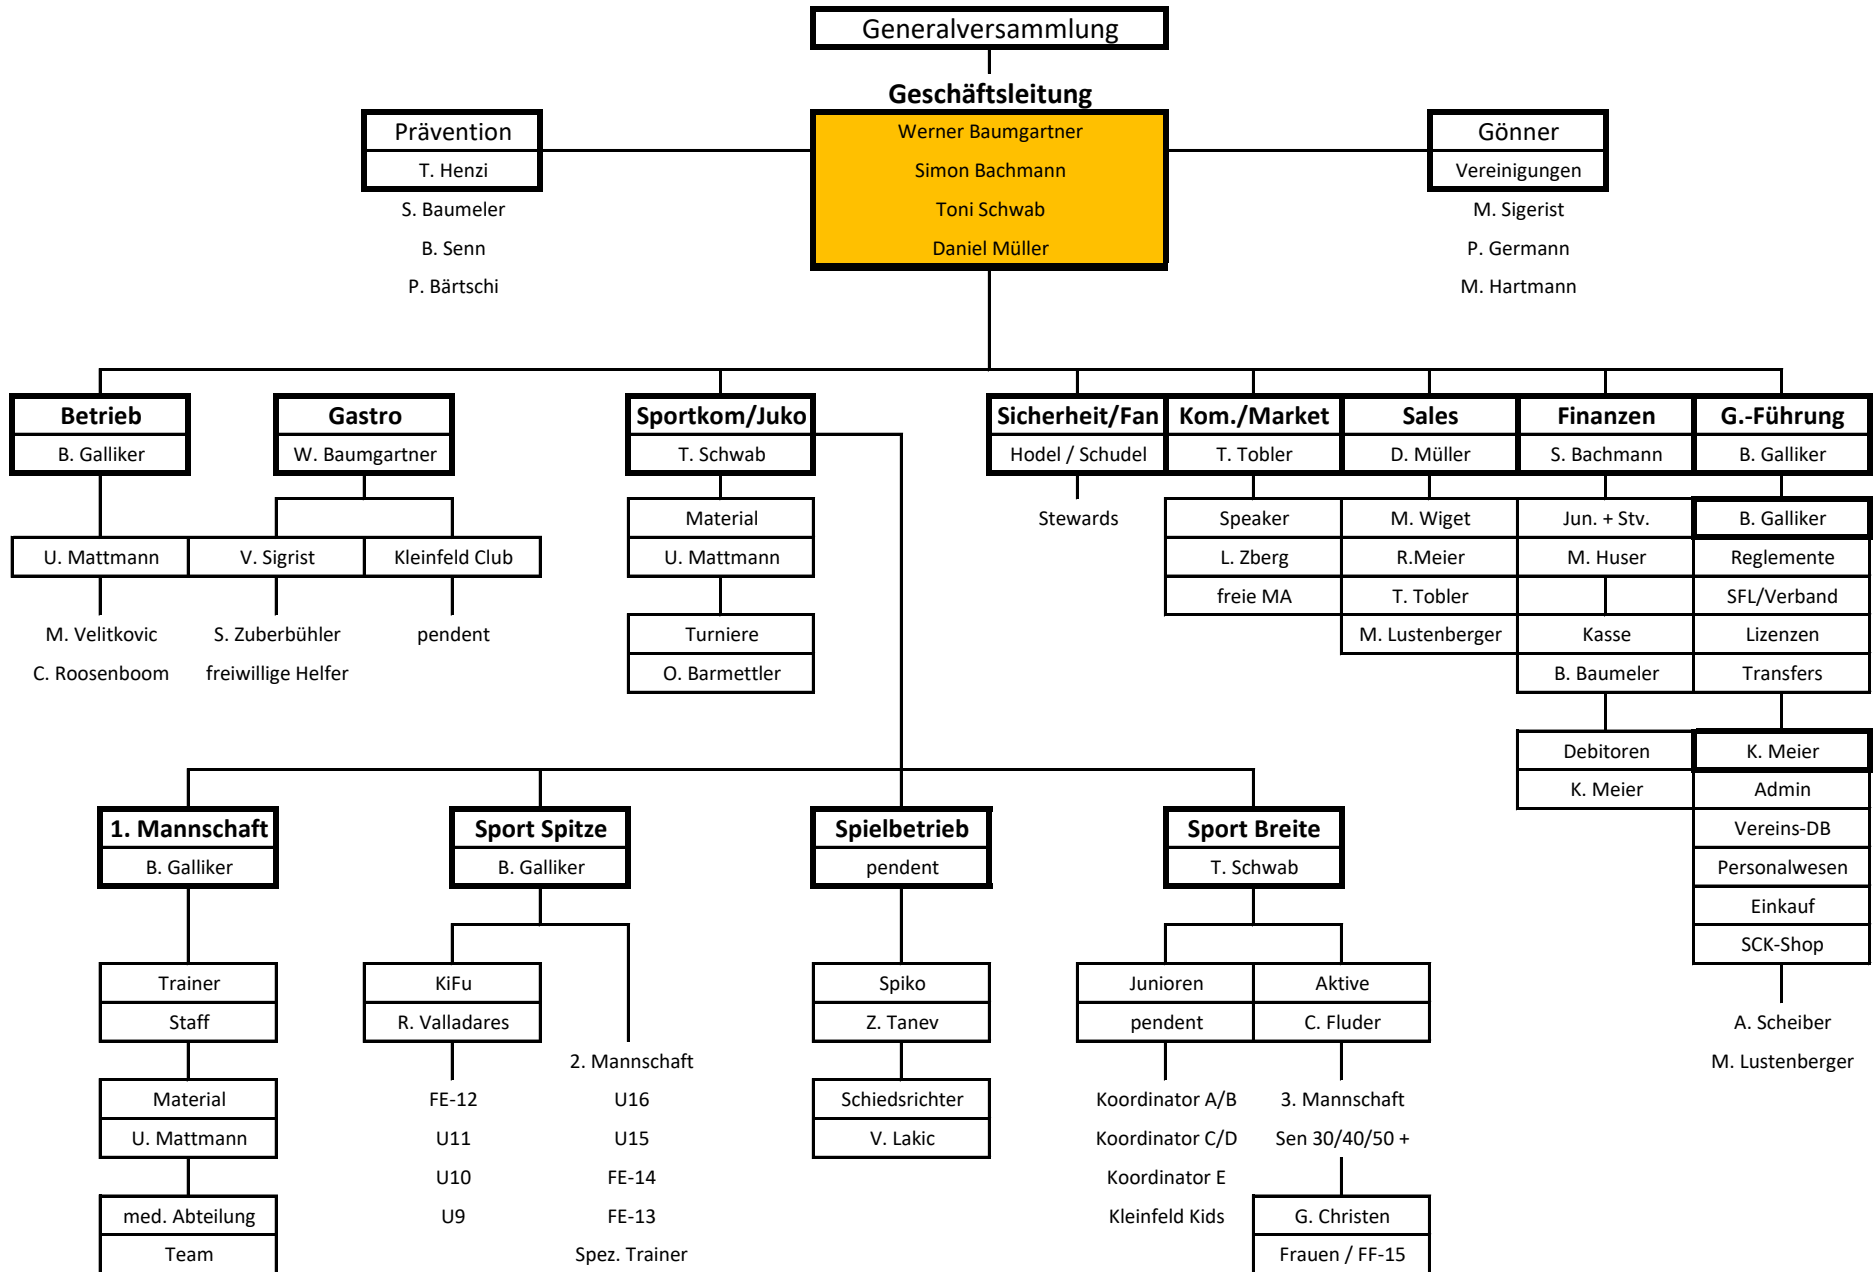 Generalversammlung
Geschäftsleitung
Werner Baumgartner
Simon Bachmann
Toni Schwab
Daniel Müller
Prävention
T. Henzi
S. Baumeler
B. Senn
P. Bärtschi
Gönner
Vereinigungen
M. Sigerist
P. Germann
M. Hartmann
Betrieb
B. Galliker
U. Mattmann
M. Velitkovic
C. Roosenboom
Gastro
W. Baumgartner
V. Sigrist
S. Zuberbühler
freiwillige Helfer
Kleinfeld Club
pendent
Sportkom/Juko
T. Schwab
Material
U. Mattmann
Turniere
O. Barmettler
Sicherheit/Fan
Hodel / Schudel
Stewards
Kom./Market
T. Tobler
Speaker
L. Zberg
freie MA
Sales
D. Müller
M. Wiget
R.Meier
T. Tobler
M. Lustenberger
Finanzen
S. Bachmann
Jun. + Stv.
M. Huser
Kasse
B. Baumeler
Debitoren
K. Meier
G.-Führung
B. Galliker
B. Galliker
Reglemente
SFL/Verband
Lizenzen
Transfers
K. Meier
Admin
Vereins-DB
Personalwesen
Einkauf
SCK-Shop
A. Scheiber
M. Lustenberger
1. Mannschaft
B. Galliker
Trainer
Staff
Material
U. Mattmann
med. Abteilung
Team
Sport Spitze
B. Galliker
KiFu
R. Valladares
FE-12
U11
U10
U9
2. Mannschaft
U16
U15
FE-14
FE-13
Spez. Trainer
Spielbetrieb
pendent
Spiko
Z. Tanev
Schiedsrichter
V. Lakic
Sport Breite
T. Schwab
Junioren
pendent
Koordinator A/B
Koordinator C/D
Koordinator E
Kleinfeld Kids
Aktive
C. Fluder
3. Mannschaft
Sen 30/40/50 +
G. Christen
Frauen / FF-15